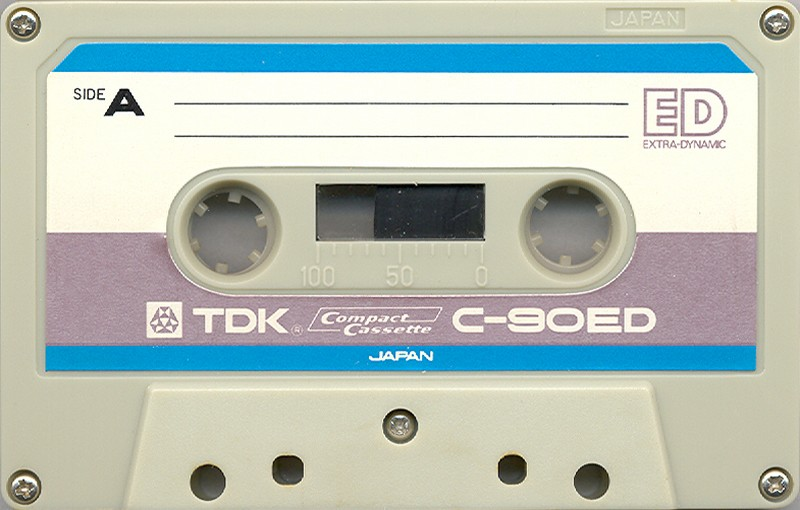 JAPAN
SIDE A
ED
EXTRA-DYNAMIC
100 50 0
TDK® Compact Cassette C-90ED
JAPAN